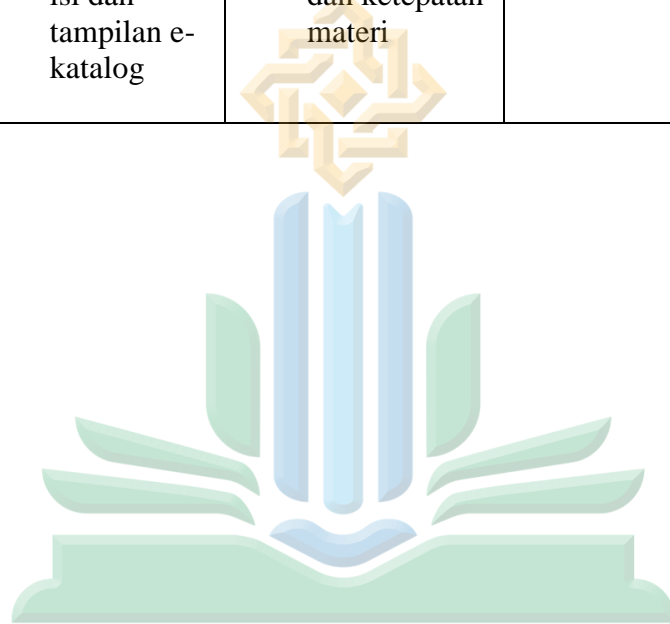 isi dan
tampilan e-
katalog
dan ketepatan
materi